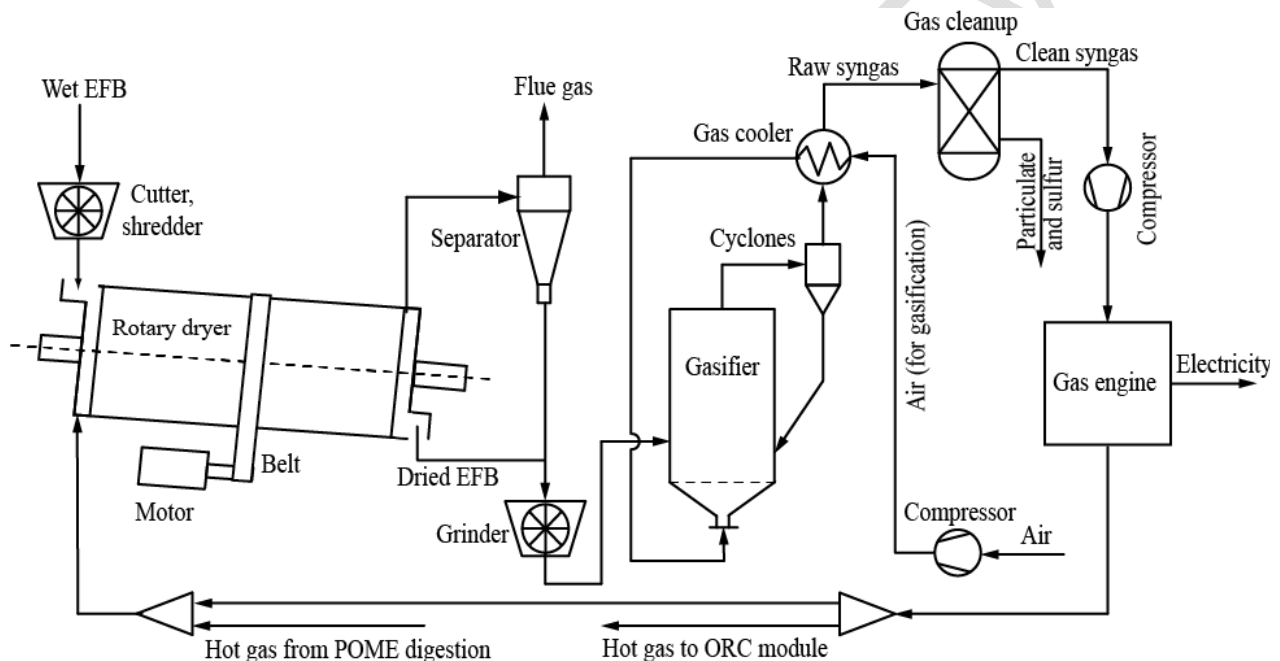 Gas cleanup
Wet EFB
Flue gas
Raw syngas
Clean syngas
Gas cooler
Cutter,
shredder
Separator
Cyclones
Particulate
and sulfur
Compressor
Air (for gasification)
Rotary dryer
Gasifier
Gas engine
Electricity
Belt
Dried EFB
Motor
Grinder
Compressor
Air
Hot gas from POME digestion
Hot gas to ORC module